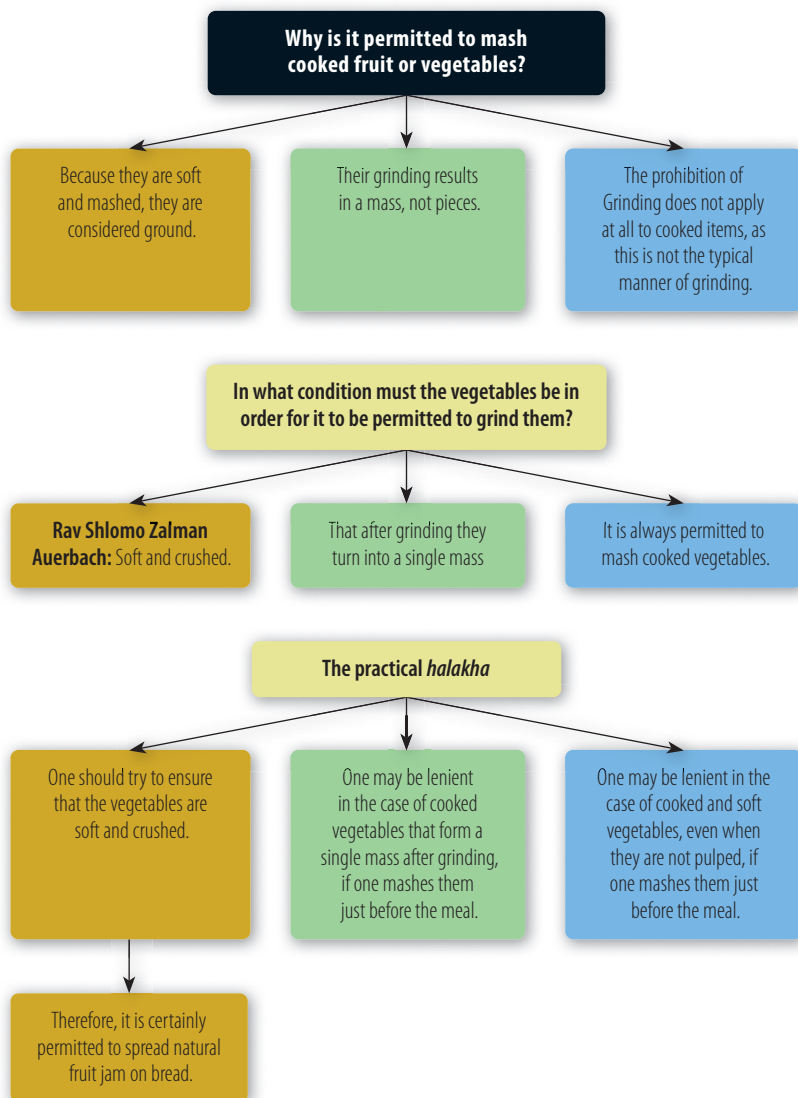 Why is it permitted to mash
cooked fruit or vegetables?
Because they are soft
and mashed, they are
considered ground.
Their grinding results
in a mass, not pieces.
The prohibition of
Grinding does not apply
at all to cooked items, as
this is not the typical
manner of grinding.
In what condition must the vegetables be in
order for it to be permitted to grind them?
Rav Shlomo Zalman
Auerbach: Soft and crushed.
That after grinding they
turn into a single mass
It is always permitted to
mash cooked vegetables.
The practical halakha
One should try to ensure
that the vegetables are
soft and crushed.
One may be lenient
in the case of cooked
vegetables that form a
single mass after grinding,
if one mashes them
just before the meal.
One may be lenient in the
case of cooked and soft
vegetables, even when
they are not pulped, if
one mashes them just
before the meal.
Therefore, it is certainly
permitted to spread natural
fruit jam on bread.